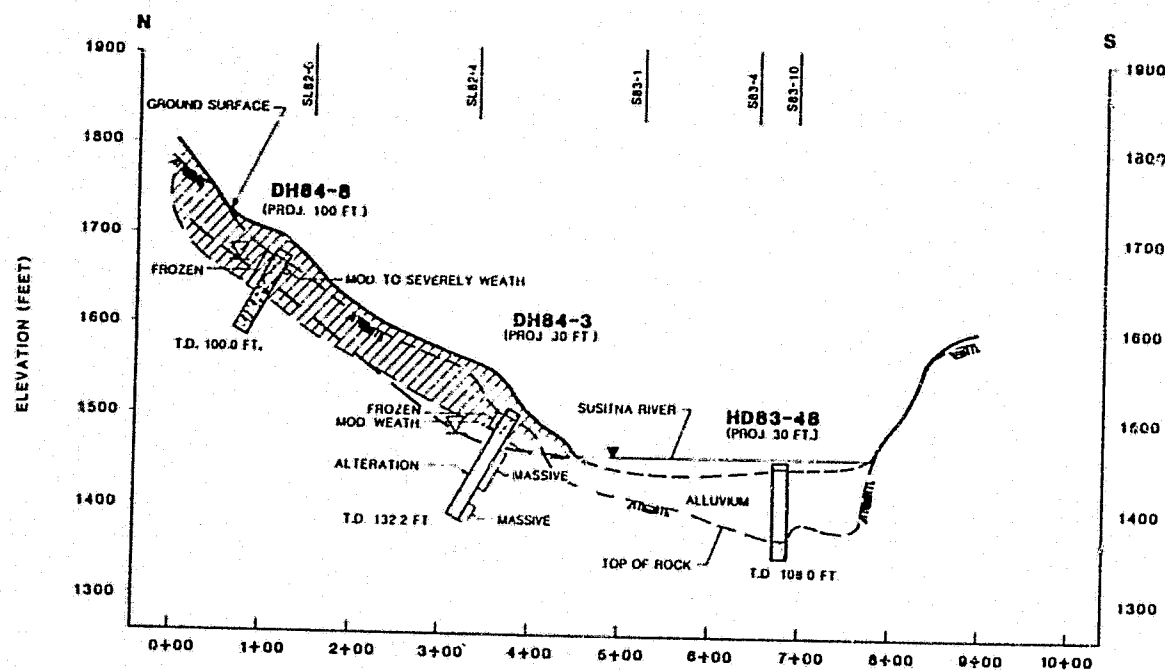 N
S
1900
1800
1700
1600
1500
1400
1300
ELEVATION (FEET)
SL82-4
S83-1
S83-4
S83-10
1900
1800
1700
1600
1500
1400
1300
GROUND SURFACE
DH84-8
(PROJ. 100 FT.)
FROZEN
MOD. TO SEVERELY WEATH
T.D. 100.0 FT.
DH84-3
(PROJ. 30 FT.)
FROZEN
MOD WEATH.
ALTERATION
MASSIVE
MASSIVE
T.D. 132.2 FT.
SUSITNA RIVER
HD83-48
(PROJ. 30 FT.)
ALLUVIUM
TOP OF ROCK
T.D. 108.0 FT.
0+00 1+00 2+00 3+00 4+00 5+00 6+00 7+00 8+00 9+00 10+00